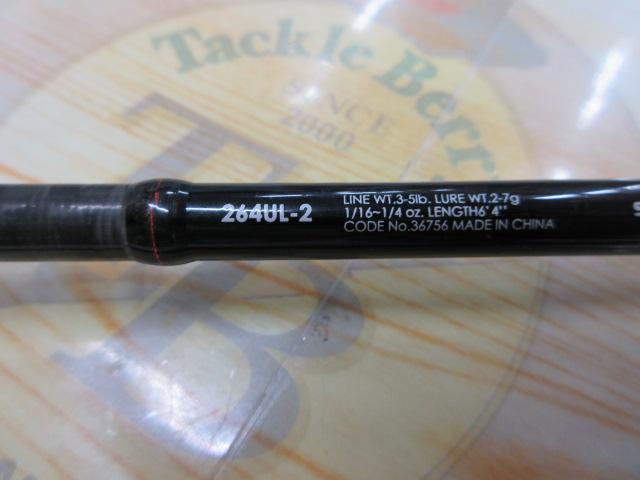 Tackle Berry
SINCE
2000
TB
264UL-2
LINE WT.3-5lb. LURE WT.2-7g
1/16~1/4 oz. LENGTH6'4"
CODE No.36756 MADE IN CHINA
S